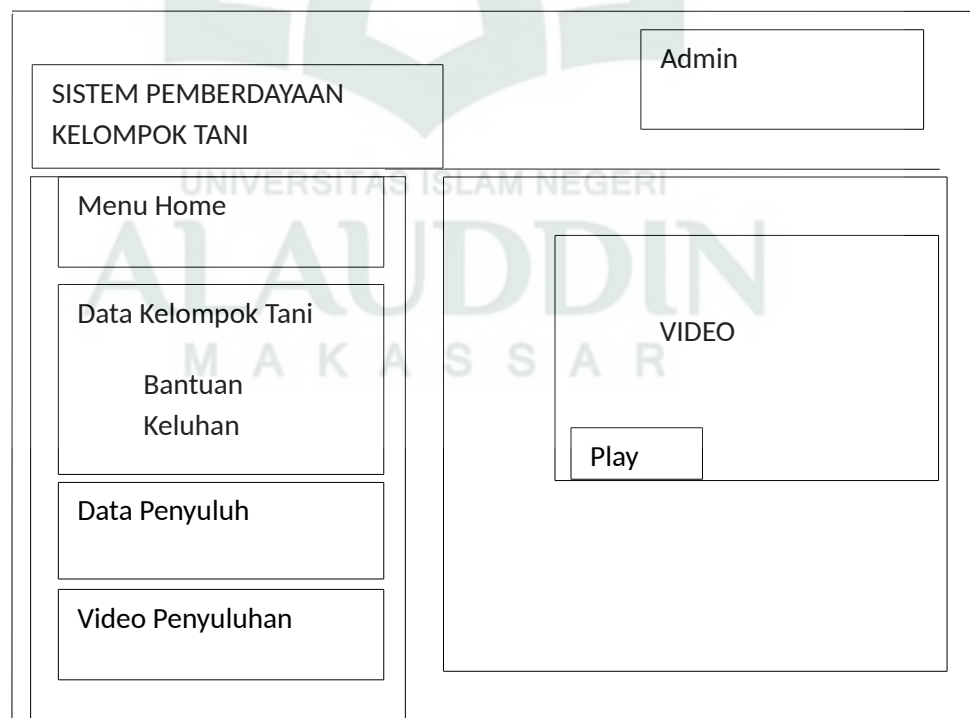 Admin
SISTEM PEMBERDAYAAN
KELOMPOK TANI
UNIVERSITAS ISLAM NEGERI
Menu Home
ALAUDDIN
Data Kelompok Tani
VIDEO
MAKASSAR
Bantuan
Keluhan
Play
Data Penyuluh
Video Penyuluhan